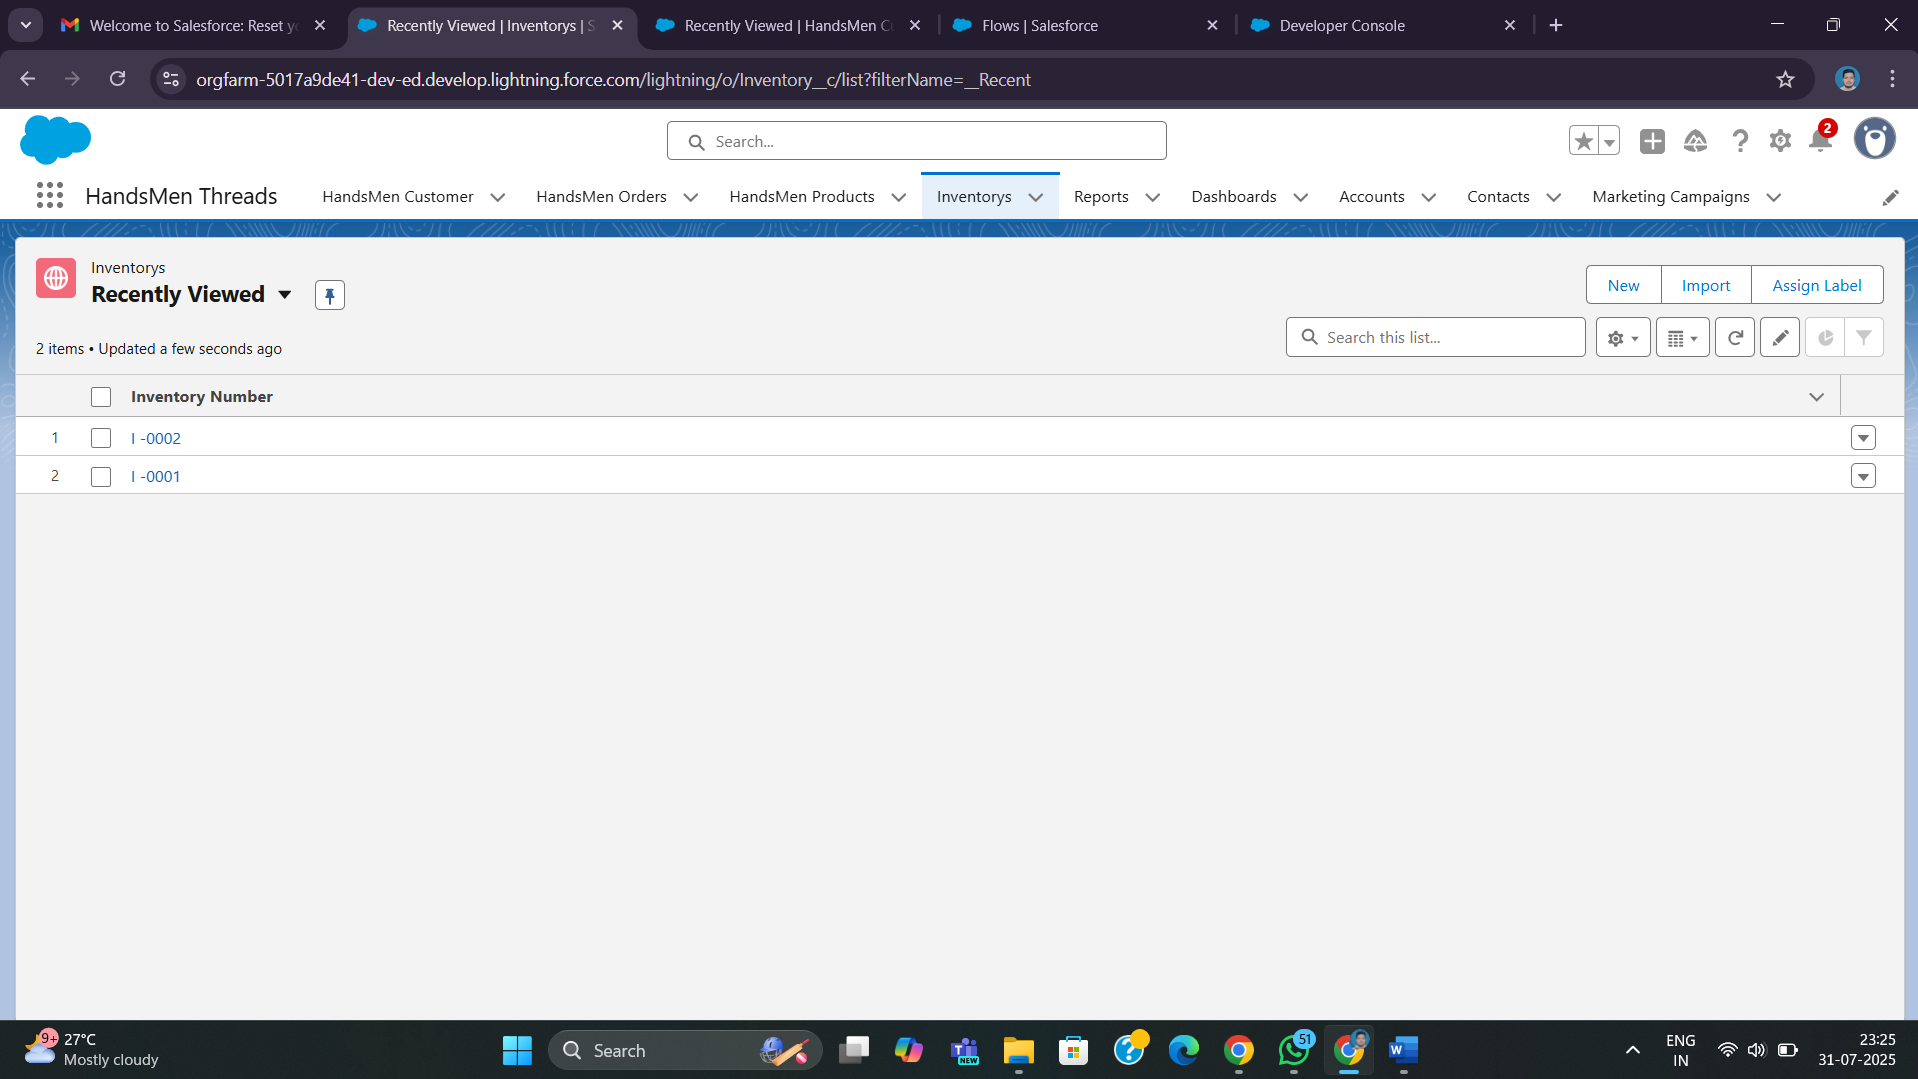 Welcome to Salesforce: Reset yo
Recently Viewed | Inventorys | S
Recently Viewed | HandsMen Cu
Flows | Salesforce
Developer Console
orgfarm-5017a9de41-dev-ed.develop.lightning.force.com/lightning/o/Inventory__c/list?filterName=__Recent
Search...
2
HandsMen Threads
HandsMen Customer
HandsMen Orders
HandsMen Products
Inventorys
Reports
Dashboards
Accounts
Contacts
Marketing Campaigns
Inventorys
Recently Viewed
New
Import
Assign Label
2 items • Updated a few seconds ago
Search this list...
Inventory Number
1
I -0002
2
I -0001
9+
27°C
Mostly cloudy
Search
NEW
51
ENG
IN
23:25
31-07-2025